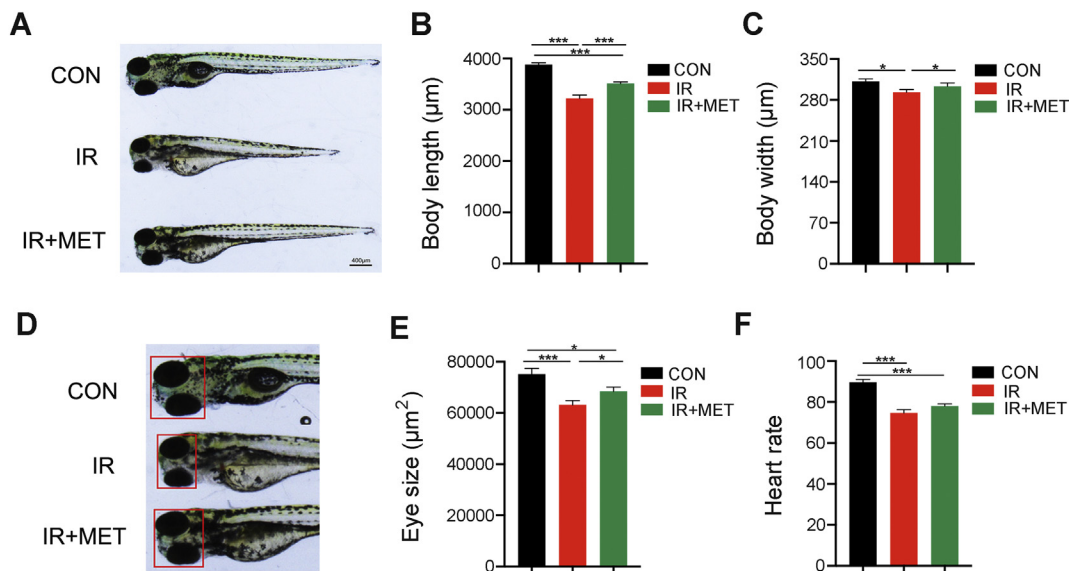 A
CON
IR
IR+MET
400μm
B
*** ***
***
Body length (μm)
4000
3000
2000
1000
0
CON
IR
IR+MET
C
* *
Body width (μm)
350
280
210
140
70
0
CON
IR
IR+MET
D
CON
IR
IR+MET
E
*
*** *
Eye size (μm²)
80000
60000
40000
20000
0
CON
IR
IR+MET
F
***
***
Heart rate
100
80
60
40
20
0
CON
IR
IR+MET